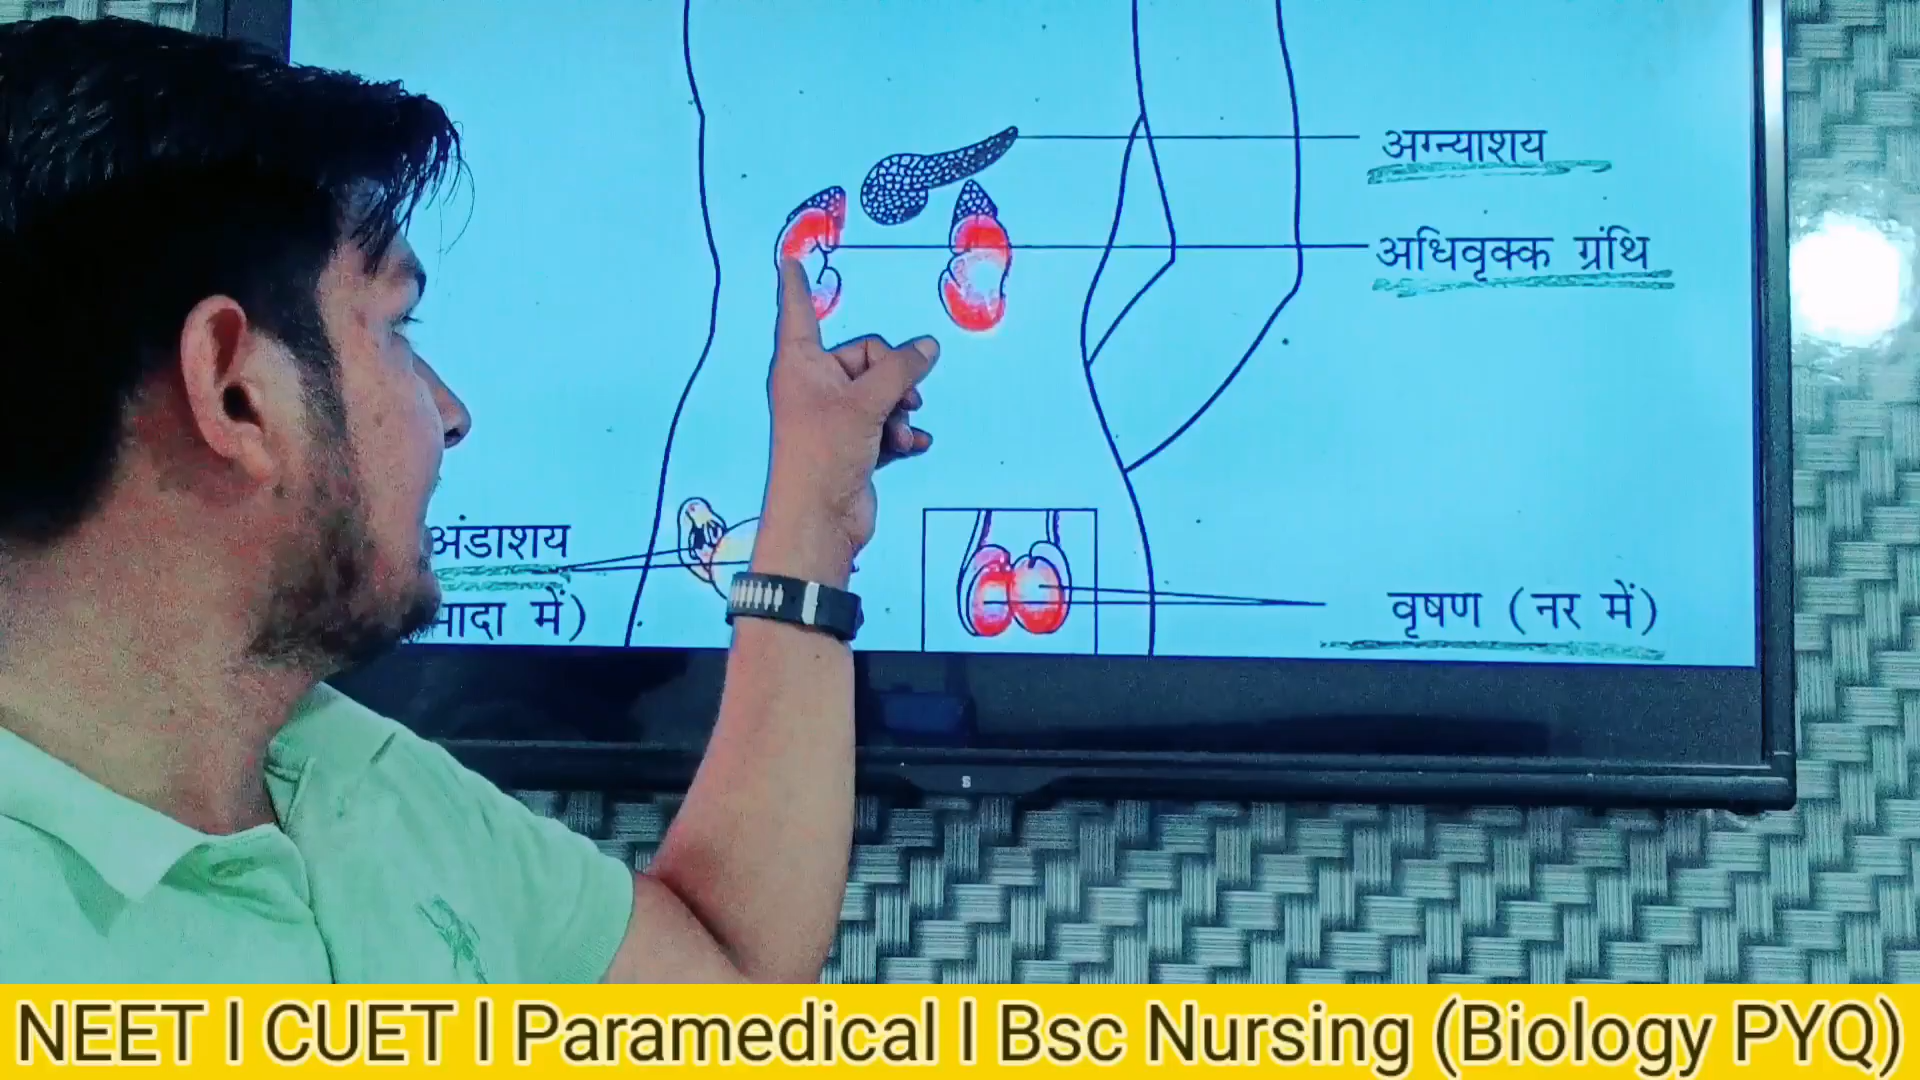 अग्न्याशय
अधिवृक्क ग्रंथि
अंडाशय
में)
वृषण (नर में)
NEET l CUET l Paramedical l Bsc Nursing (Biology PYQ)